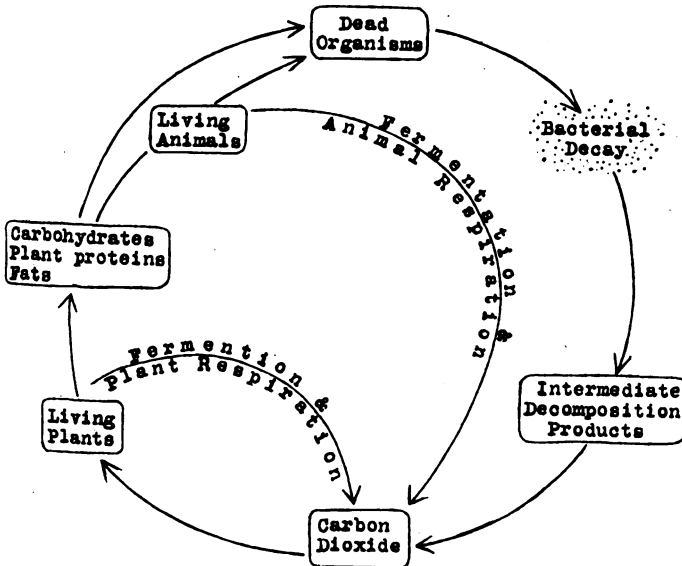 Dead
Organisms
Living
Animals
Fermentation &
Animal Respiration
Bacterial
Decay
Carbohydrates
Plant proteins
Fats
Fermention &
Plant Respiration
Living
Plants
Intermediate
Decomposition
Products
Carbon
Dioxide